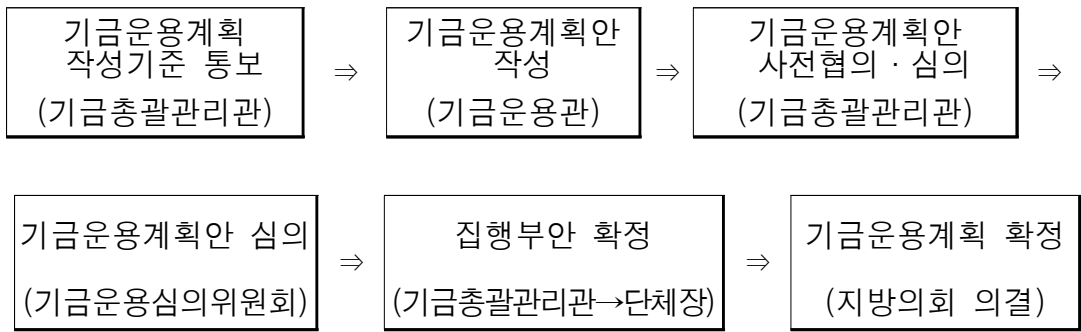 기금운용계획
작성기준 통보
(기금총괄관리관)
⇒
기금운용계획안
작성
(기금운용관)
⇒
기금운용계획안
사전협의·심의
(기금총괄관리관)
⇒
기금운용계획안 심의
(기금운용심의위원회)
⇒
집행부안 확정
(기금총괄관리관→단체장)
⇒
기금운용계획 확정
(지방의회 의결)